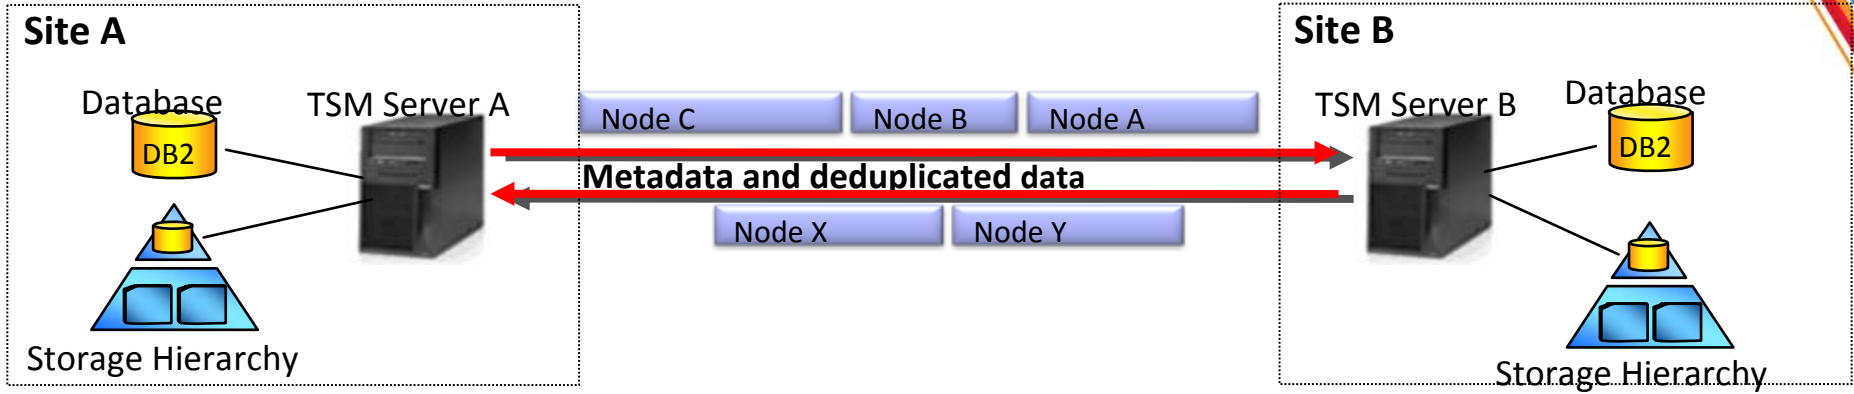 Site A
Database
DB2
TSM Server A
Storage Hierarchy
Node C
Node B
Node A
Metadata and deduplicated data
Node X
Node Y
Site B
TSM Server B
Database
DB2
Storage Hierarchy